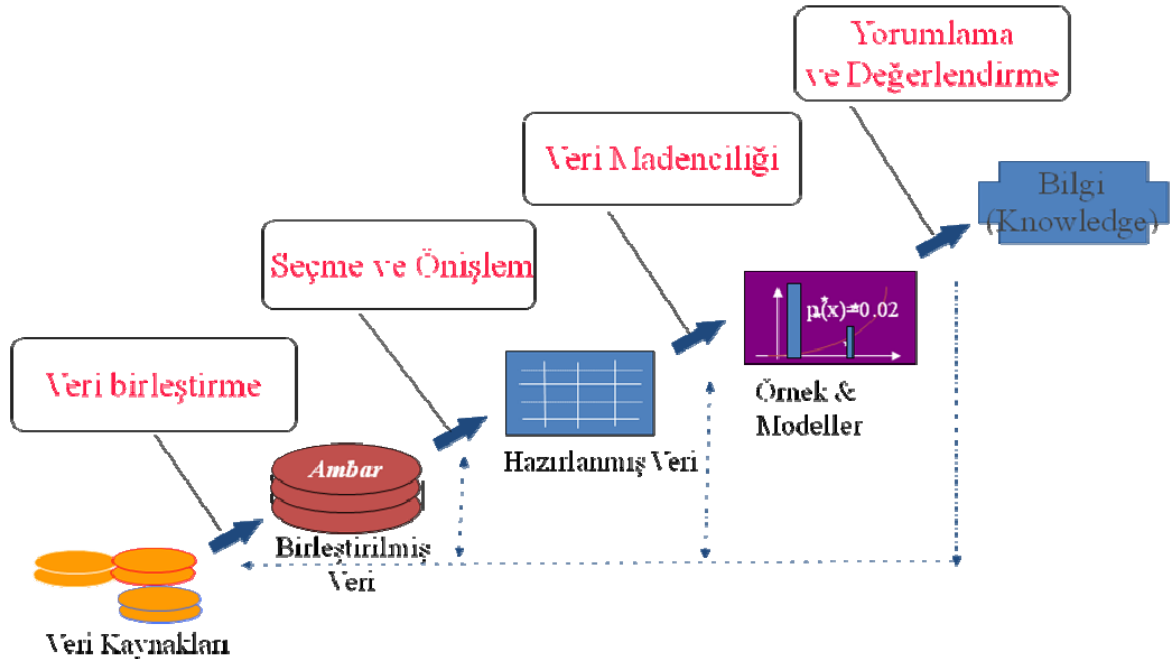 Yorumlama
ve Değerlendirme
Veri Madenciliği
Bilgi
(Knowledge)
Seçme ve Önişlem
p(x)=0.02
Veri birleştirme
Örnek &
Modeller
Hazırlanmış Veri
Ambar
Birleştirilmiş
Veri
Veri Kaynakları